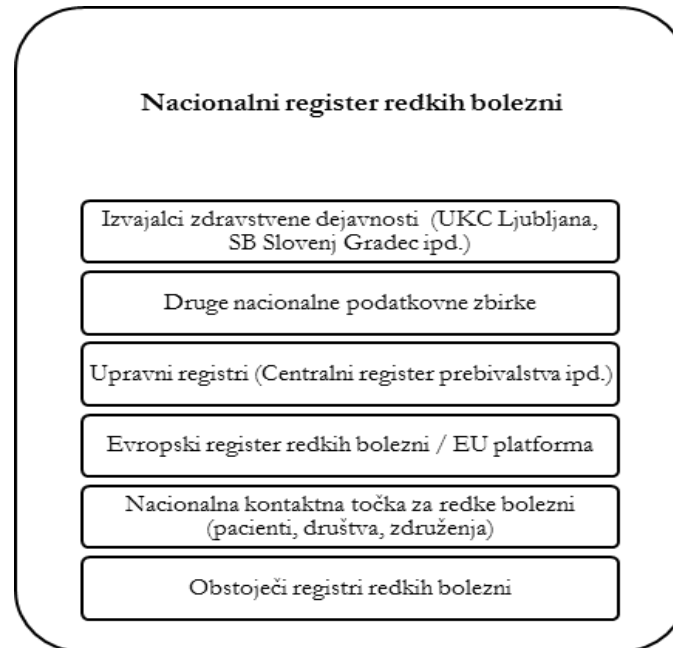 Nacionalni register redkih bolezni
Izvajalci zdravstvene dejavnosti (UKC Ljubljana,
SB Slovenj Gradec ipd.)
Druge nacionalne podatkovne zbirke
Upravni registri (Centralni register prebivalstva ipd.)
Evropski register redkih bolezni / EU platforma
Nacionalna kontaktna točka za redke bolezni
(pacienti, društva, združenja)
Obstoječi registri redkih bolezni